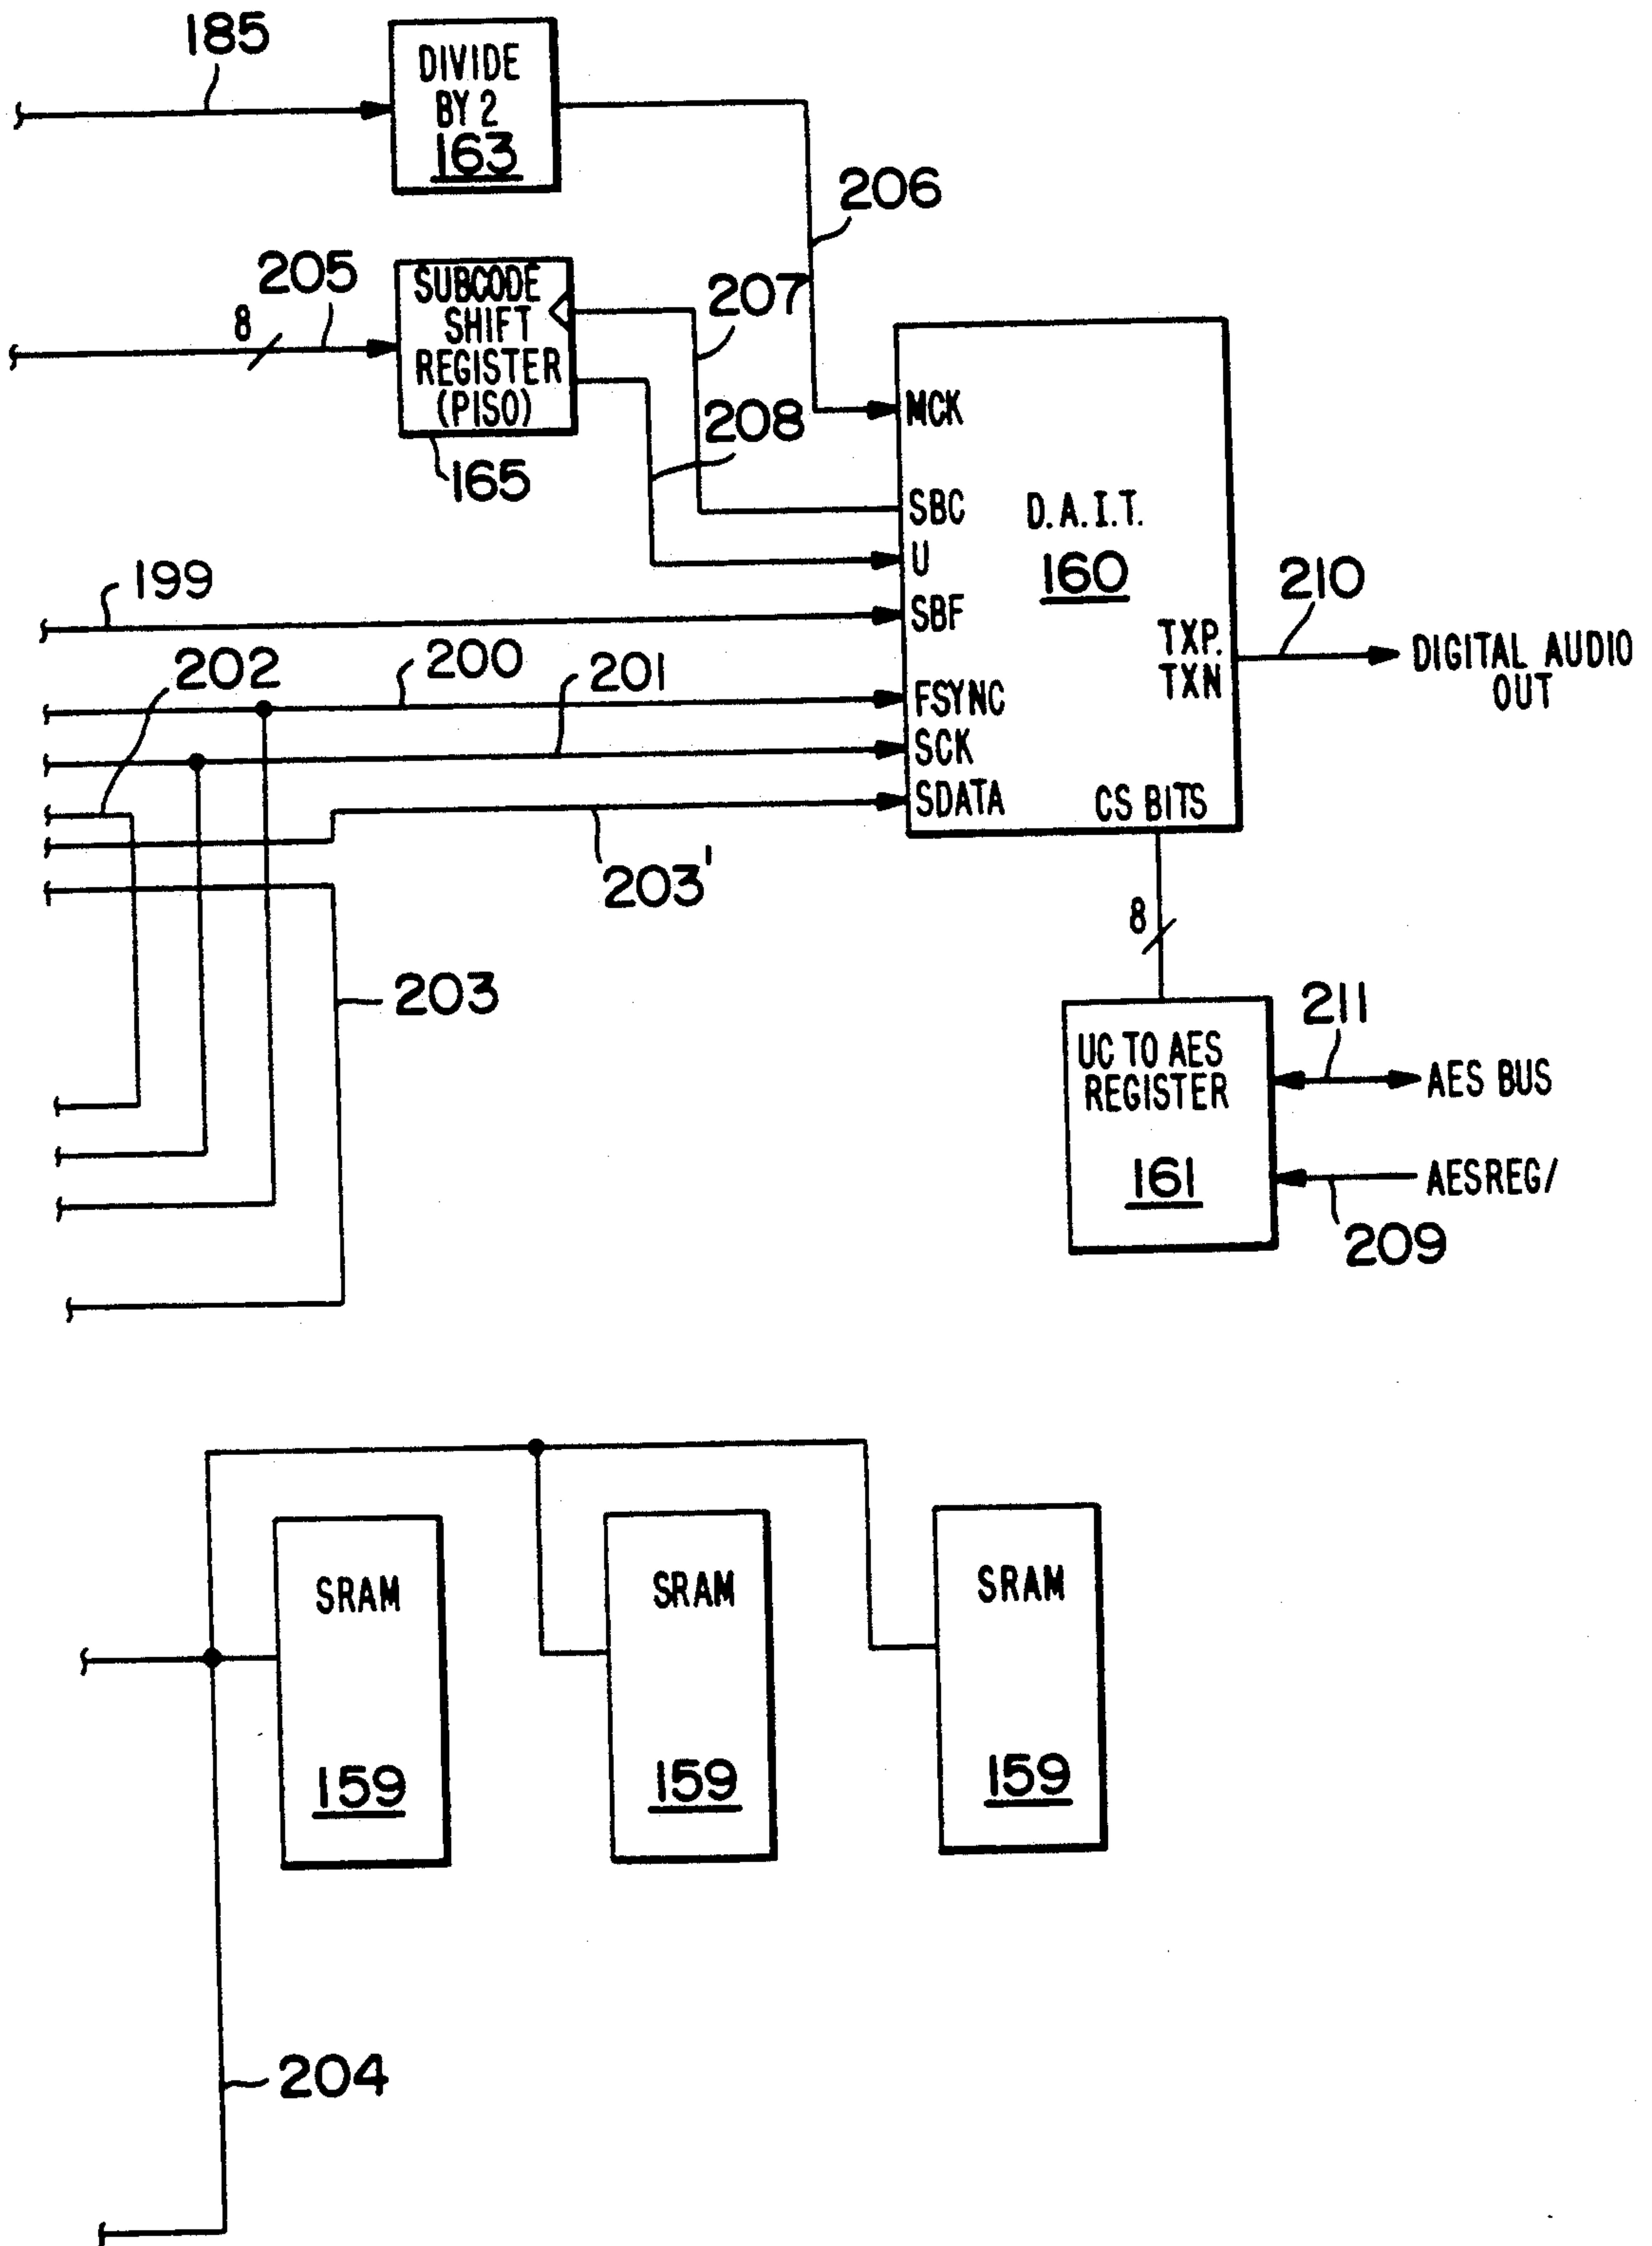 185
DIVIDE
BY 2
163
206
205
8
SUBCODE
SHIFT
REGISTER
(PISO)
165
207
208
MCK
SBC
U
SBF
FSYNC
SCK
SDATA
D.A.I.T.
160
TXP.
TXN
CS BITS
210
DIGITAL AUDIO
OUT
199
200
201
202
203'
203
8
UC TO AES
REGISTER
161
211
AES BUS
AESREG/
209
SRAM
159
SRAM
159
SRAM
159
204